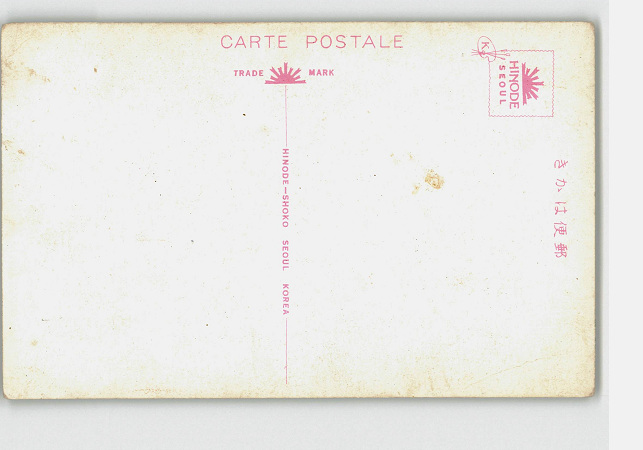 CARTE POSTALE
TRADE MARK
HINODE–SHOKO SEOUL KOREA
HINODE
SEOUL
きかは便郵